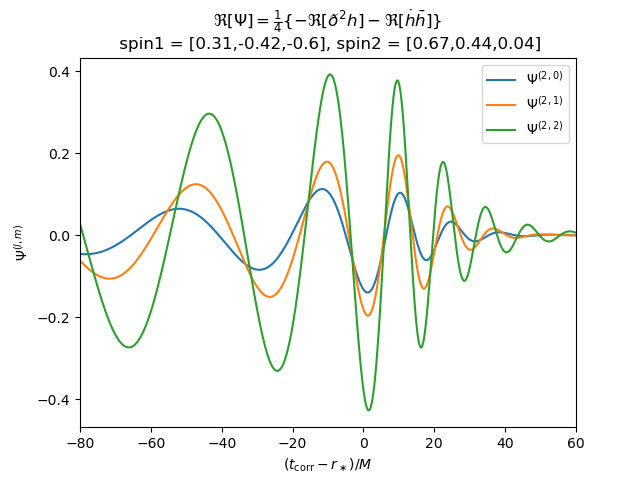 ℜ[Ψ] = 1/4{−ℜ[ð²h] − ℜ[ḣh̄]}
spin1 = [0.31,-0.42,-0.6], spin2 = [0.67,0.44,0.04]
Ψ^(2, 0)
Ψ^(2, 1)
Ψ^(2, 2)
Ψ^(l, m)
0.4
0.2
0.0
−0.2
−0.4
−80
−60
−40
−20
0
20
40
60
(t_corr − r_∗)/M